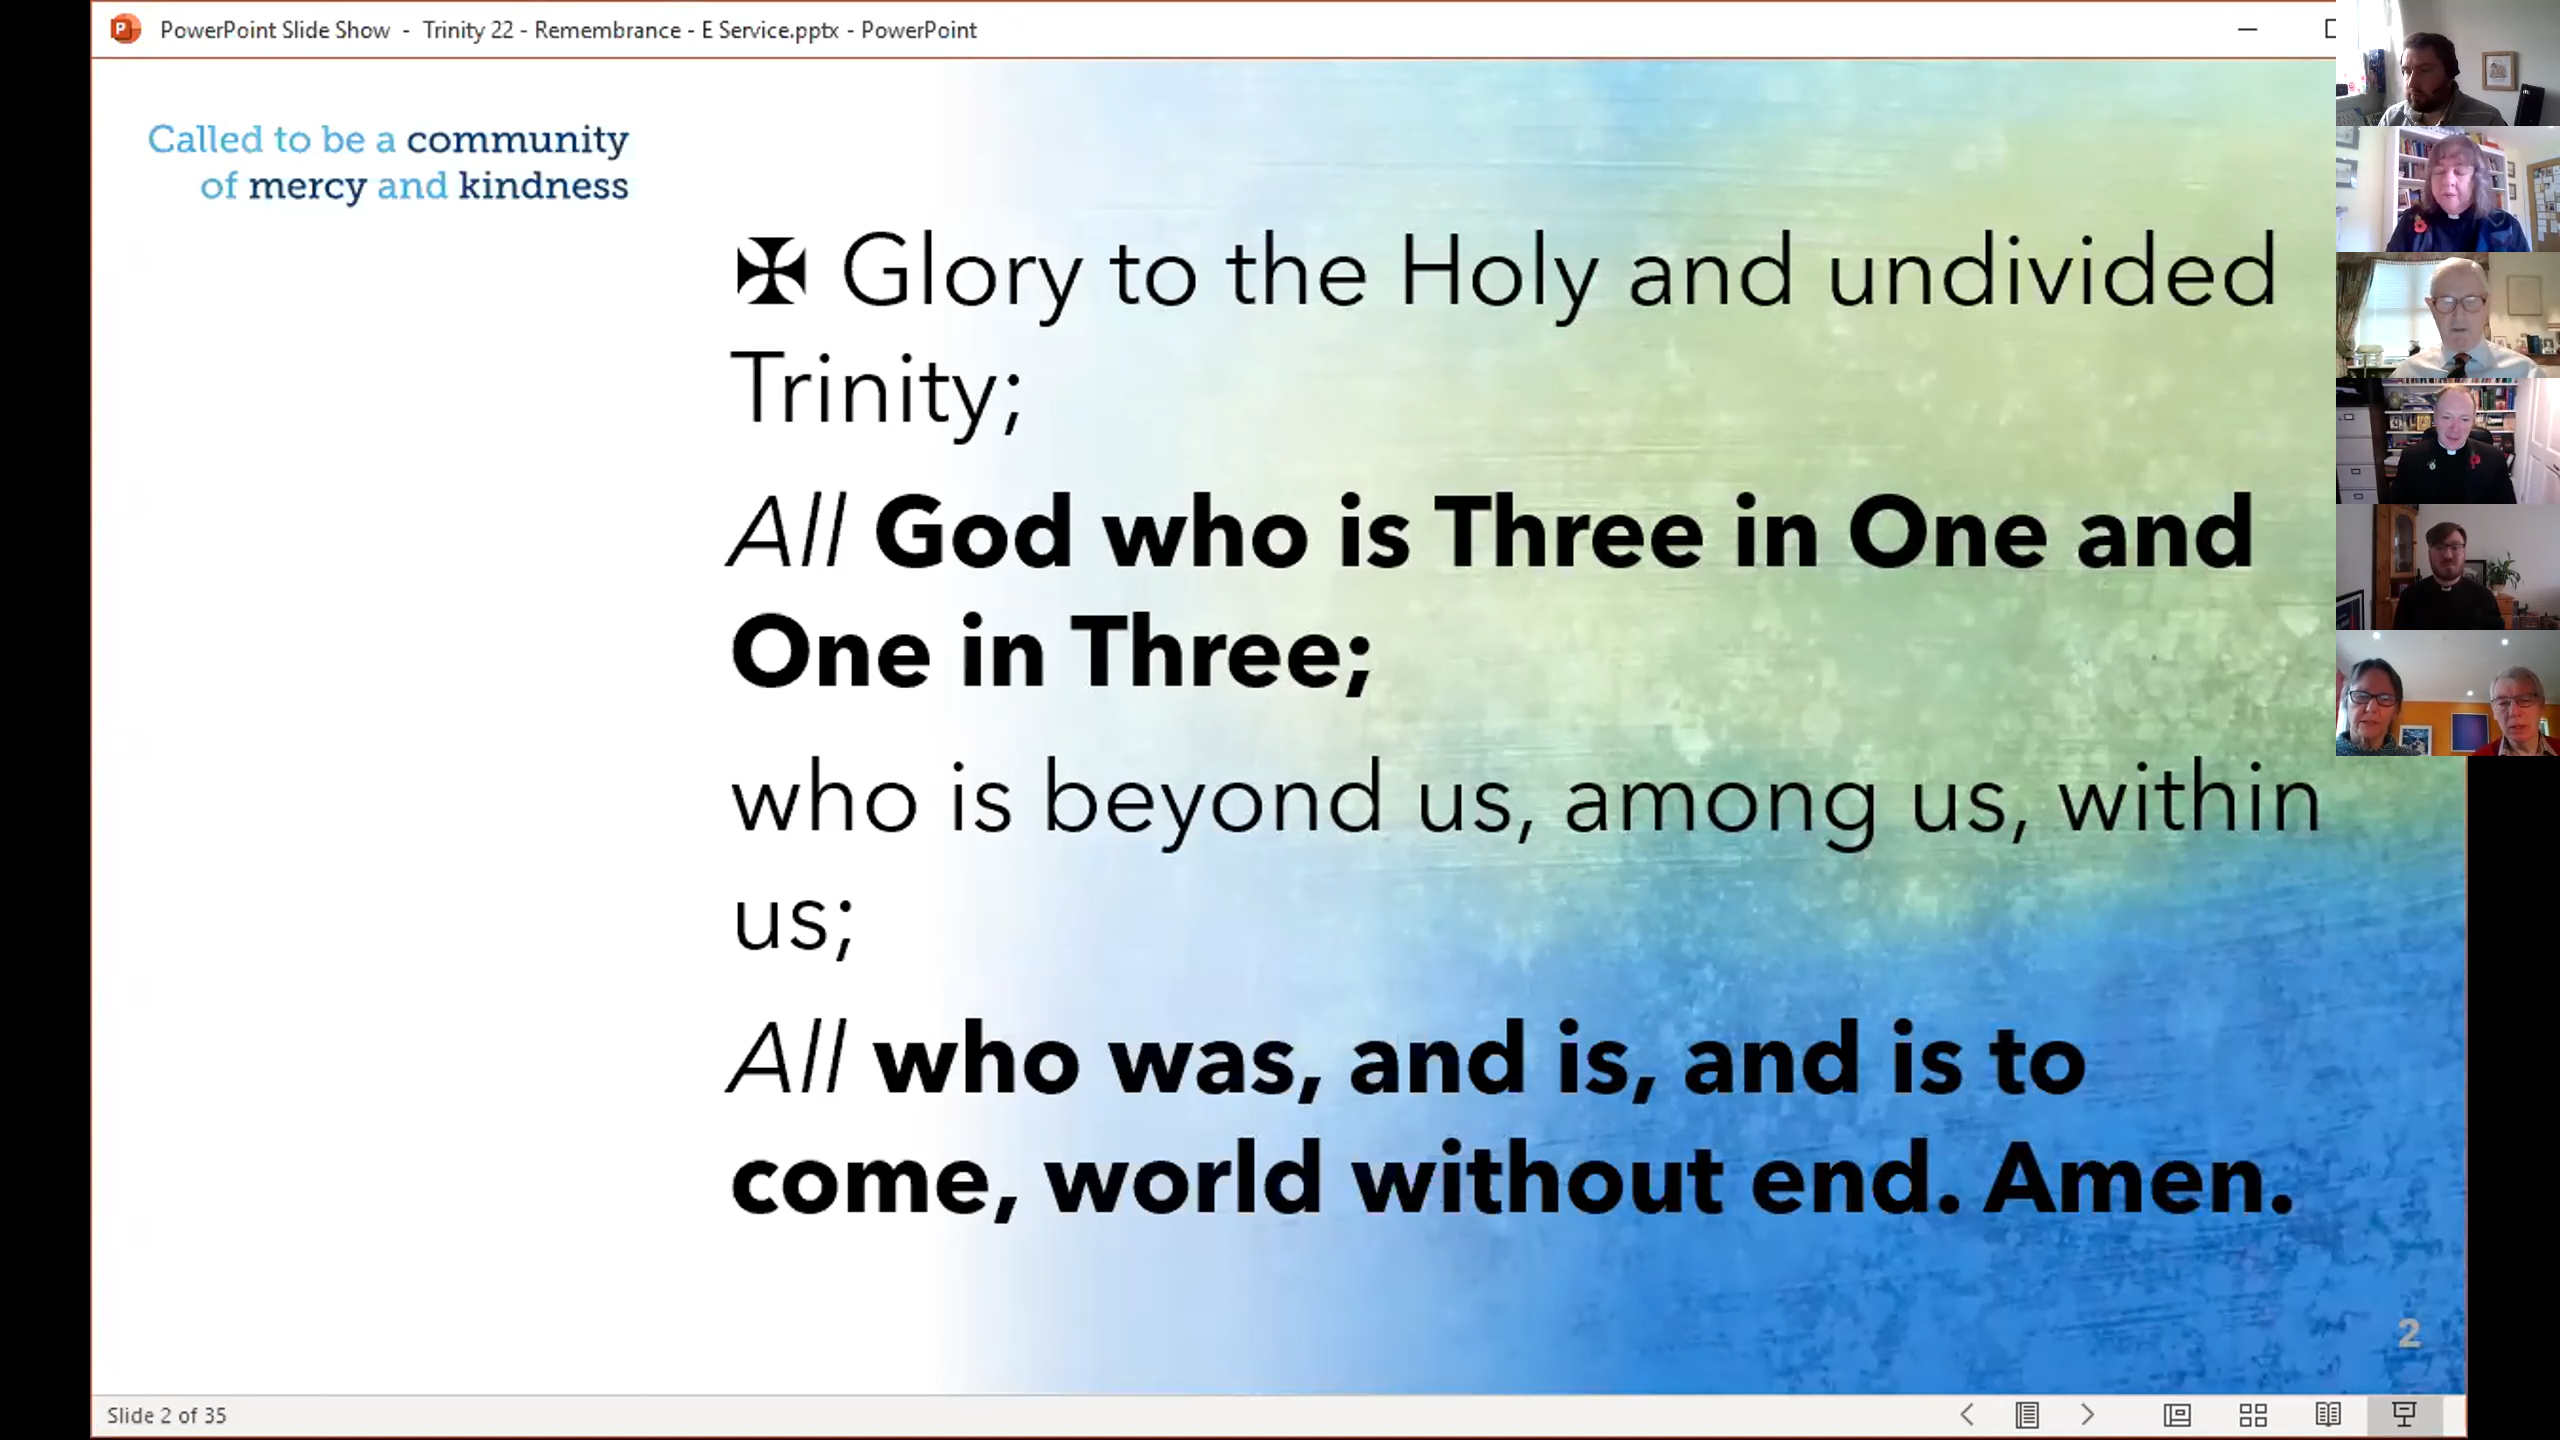 PowerPoint Slide Show - Trinity 22 - Remembrance - E Service.pptx - PowerPoint
Called to be a community
of mercy and kindness
✠ Glory to the Holy and undivided
Trinity;
All God who is Three in One and
One in Three;
who is beyond us, among us, within
us;
All who was, and is, and is to
come, world without end. Amen.
2
Slide 2 of 35